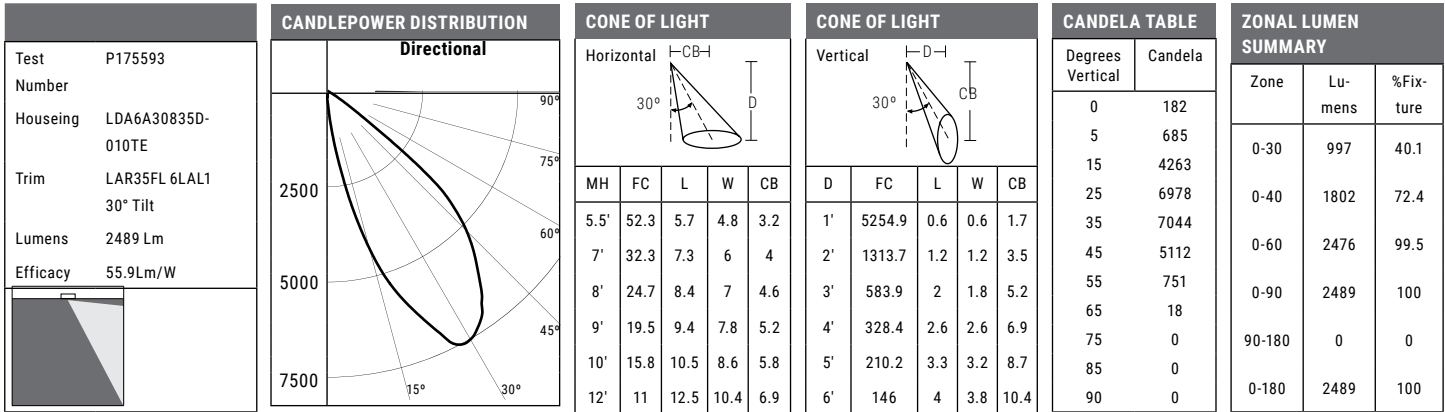 Test Number P175593
Houseing LDA6A30835D-
010TE
Trim LAR35FL 6LAL1
30° Tilt
Lumens 2489 Lm
Efficacy 55.9Lm/W
CANDLEPOWER DISTRIBUTION
Directional
90º
75º
2500
60º
5000
45º
7500
15º
30º
CONE OF LIGHT
Horizontal
CB
30º
D
MH FC L W CB
5.5' 52.3 5.7 4.8 3.2
7' 32.3 7.3 6 4
8' 24.7 8.4 7 4.6
9' 19.5 9.4 7.8 5.2
10' 15.8 10.5 8.6 5.8
12' 11 12.5 10.4 6.9
CONE OF LIGHT
Vertical
D
30º
CB
D FC L W CB
1' 5254.9 0.6 0.6 1.7
2' 1313.7 1.2 1.2 3.5
3' 583.9 2 1.8 5.2
4' 328.4 2.6 2.6 6.9
5' 210.2 3.3 3.2 8.7
6' 146 4 3.8 10.4
CANDELA TABLE
Degrees Candela
Vertical
0 182
5 685
15 4263
25 6978
35 7044
45 5112
55 751
65 18
75 0
85 0
90 0
ZONAL LUMEN
SUMMARY
Zone Lu- %Fix-
mens ture
0-30 997 40.1
0-40 1802 72.4
0-60 2476 99.5
0-90 2489 100
90-180 0 0
0-180 2489 100